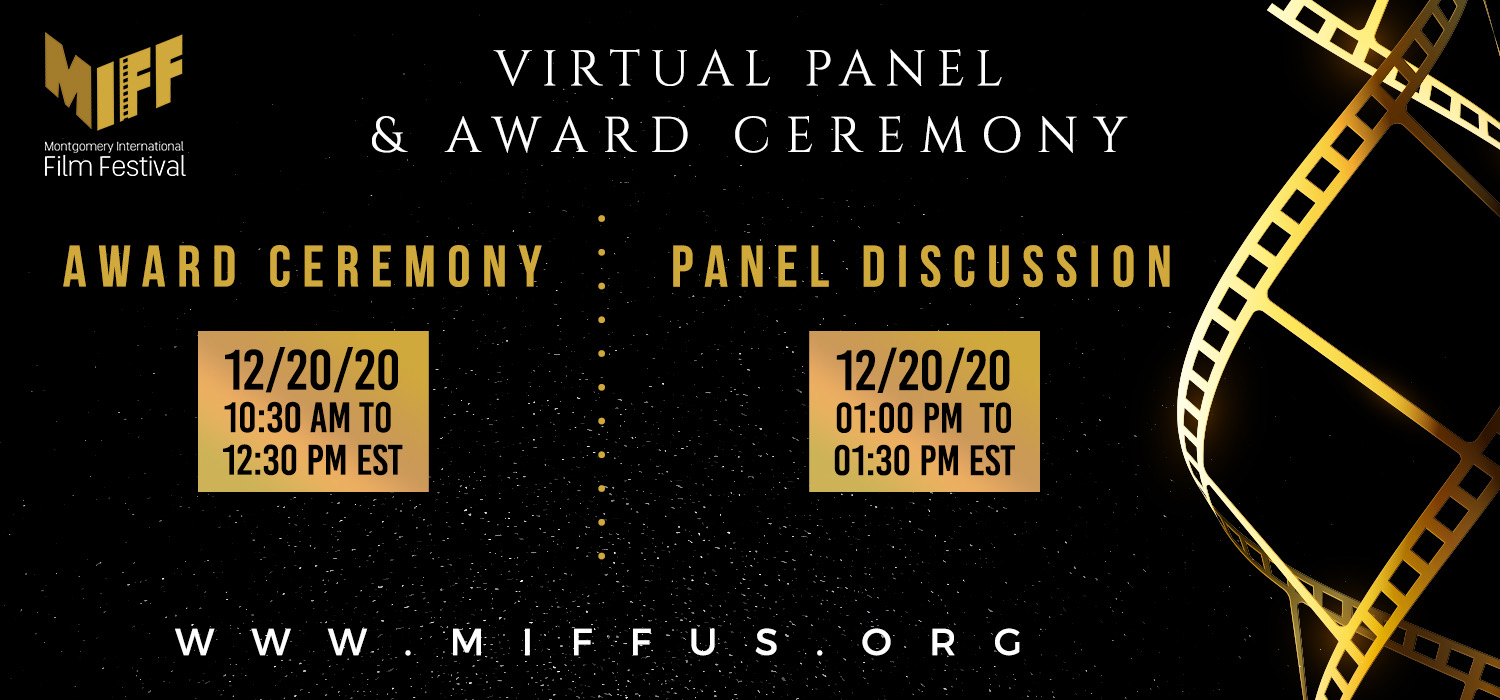 MIFF
Montgomery International
Film Festival
VIRTUAL PANEL
& AWARD CEREMONY
AWARD CEREMONY
12/20/20
10:30 AM TO
12:30 PM EST
PANEL DISCUSSION
12/20/20
01:00 PM TO
01:30 PM EST
WWW.MIFFUS.ORG